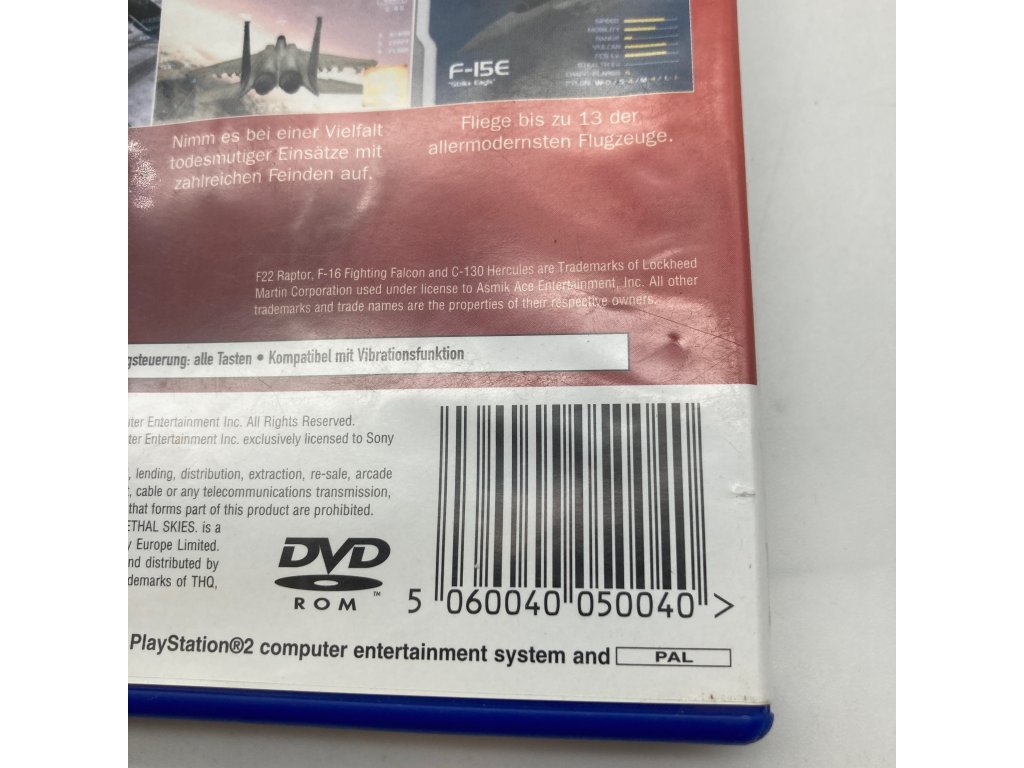 SPEED
MOBILITY
RANGE
VULCAN
F-15E
"Strike Eagle"
Nimm es bei einer Vielfalt
todesmutiger Einsätze mit
zahlreichen Feinden auf.
Fliege bis zu 13 der
allermodernsten Flugzeuge.
F22 Raptor, F-16 Fighting Falcon and C-130 Hercules are Trademarks of Lockheed
Martin Corporation used under license to Asmik Ace Entertainment, Inc. All other
trademarks and trade names are the properties of their respective owners.
gsteuerung: alle Tasten • Kompatibel mit Vibrationsfunktion
uter Entertainment Inc. All Rights Reserved.
ter Entertainment Inc. exclusively licensed to Sony
, lending, distribution, extraction, re-sale, arcade
, cable or any telecommunications transmission,
that forms part of this product are prohibited.
ETHAL SKIES. is a
y Europe Limited.
nd distributed by
demarks of THQ,
DVD
ROM
™
5 060040 050040 >
PlayStation®2 computer entertainment system and PAL